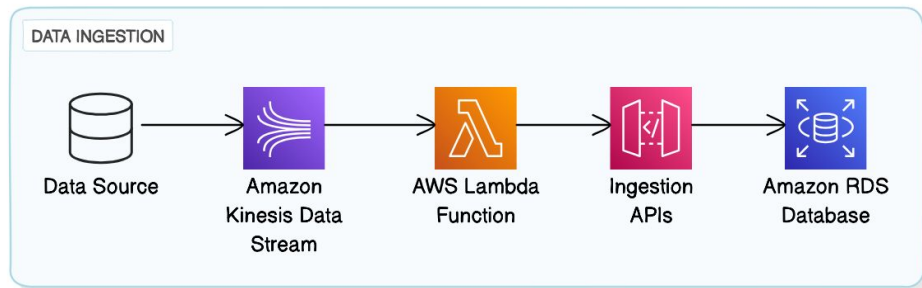 DATA INGESTION
Data Source
Amazon
Kinesis Data
Stream
AWS Lambda
Function
Ingestion
APIs
Amazon RDS
Database